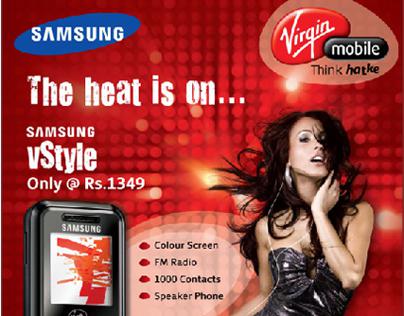 SAMSUNG
Virgin
mobile
Think hatke
The heat is on...
SAMSUNG
vStyle
Only @ Rs.1349
SAMSUNG
Colour Screen
FM Radio
1000 Contacts
Speaker Phone